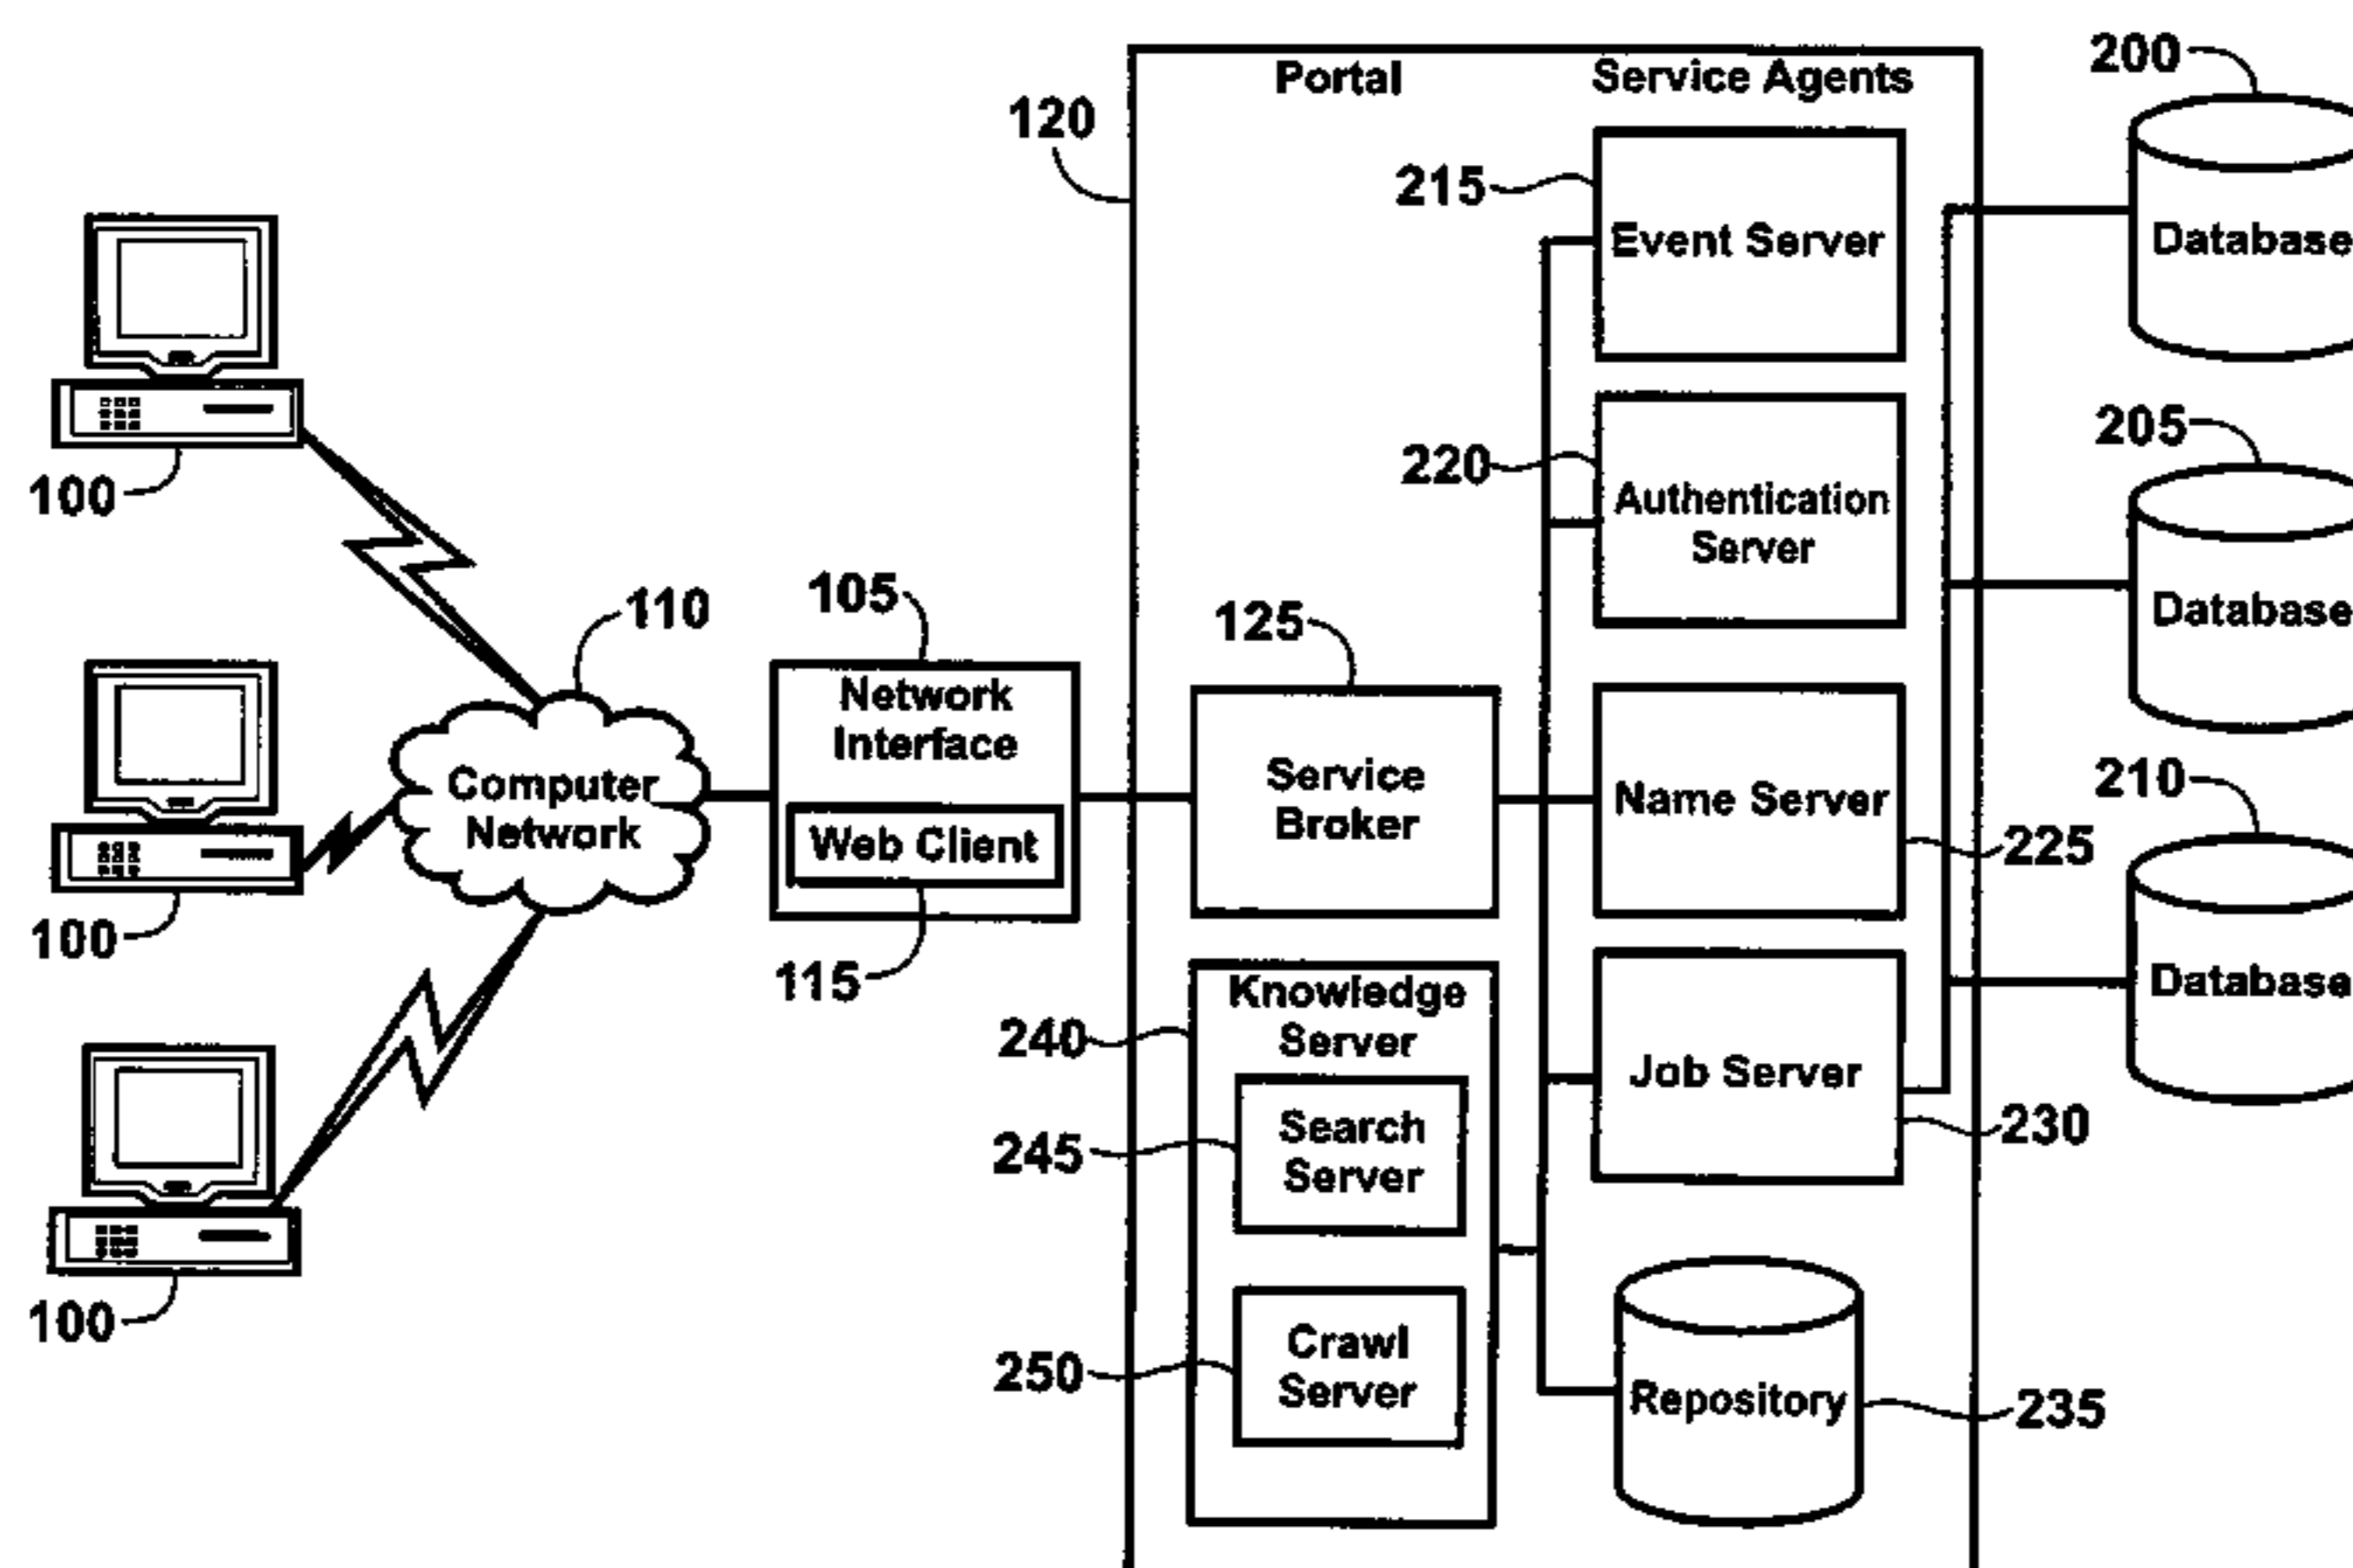 Portal
Service Agents
200
120
215
Event Server
Database
100
220
Authentication
Server
205
Database
110
105
Network
Interface
Web Client
115
125
Service
Broker
Name Server
225
210
Database
Computer
Network
100
Knowledge
Server
240
Search
Server
245
Crawl
Server
250
Job Server
230
Repository
235
100